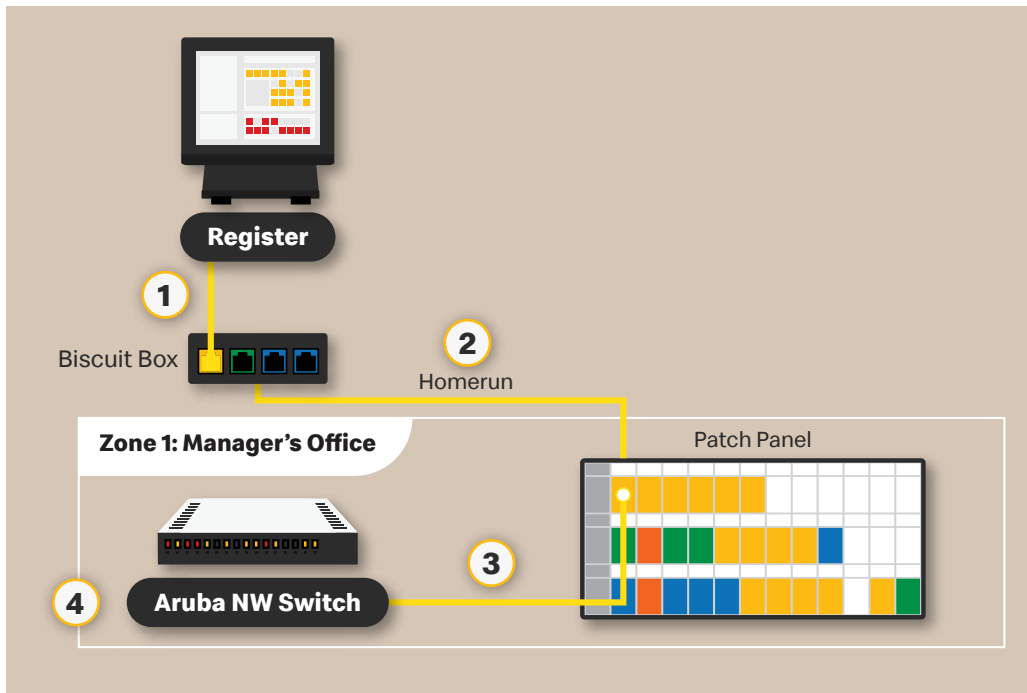 Register
1
Biscuit Box
2
Homerun
Zone 1: Manager's Office
Patch Panel
3
4
Aruba NW Switch